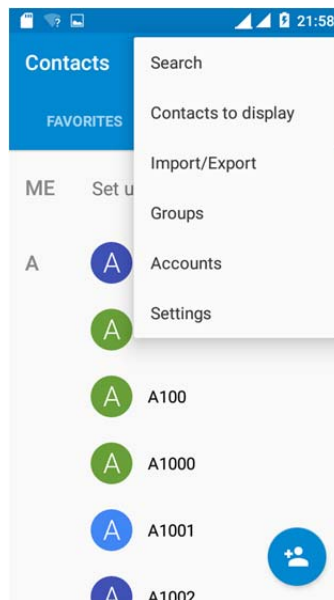 21:58
Contacts
Search
FAVORITES
Contacts to display
Import/Export
ME
Set u
Groups
A
A
Accounts
Settings
A
A
A100
A
A1000
A
A1001
A
A1002